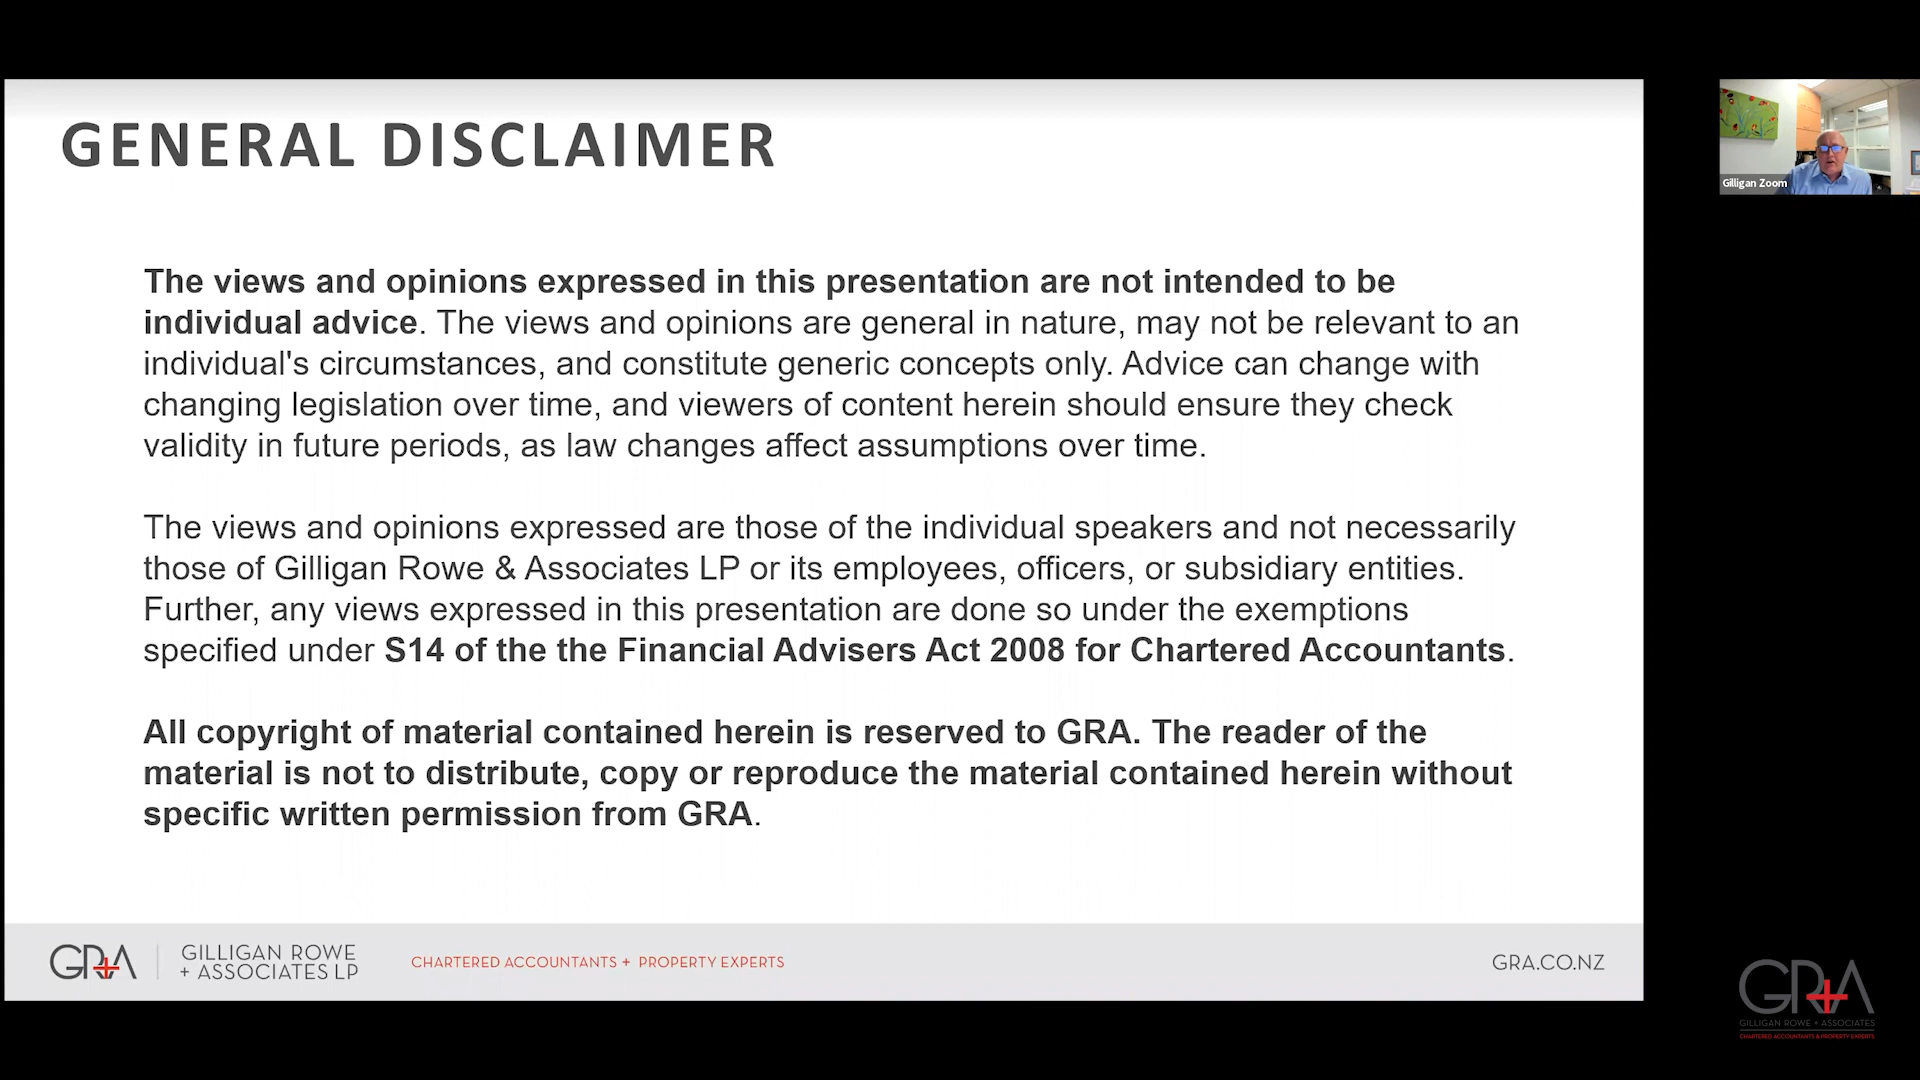 GENERAL DISCLAIMER
The views and opinions expressed in this presentation are not intended to be
individual advice. The views and opinions are general in nature, may not be relevant to an
individual's circumstances, and constitute generic concepts only. Advice can change with
changing legislation over time, and viewers of content herein should ensure they check
validity in future periods, as law changes affect assumptions over time.
The views and opinions expressed are those of the individual speakers and not necessarily
those of Gilligan Rowe & Associates LP or its employees, officers, or subsidiary entities.
Further, any views expressed in this presentation are done so under the exemptions
specified under S14 of the the Financial Advisers Act 2008 for Chartered Accountants.
All copyright of material contained herein is reserved to GRA. The reader of the
material is not to distribute, copy or reproduce the material contained herein without
specific written permission from GRA.
GRA
GILLIGAN ROWE
+ ASSOCIATES LP
CHARTERED ACCOUNTANTS + PROPERTY EXPERTS
GRA.CO.NZ
Gilligan Zoom
GRA
GILLIGAN ROWE + ASSOCIATES
CHARTERED ACCOUNTANTS & PROPERTY EXPERTS